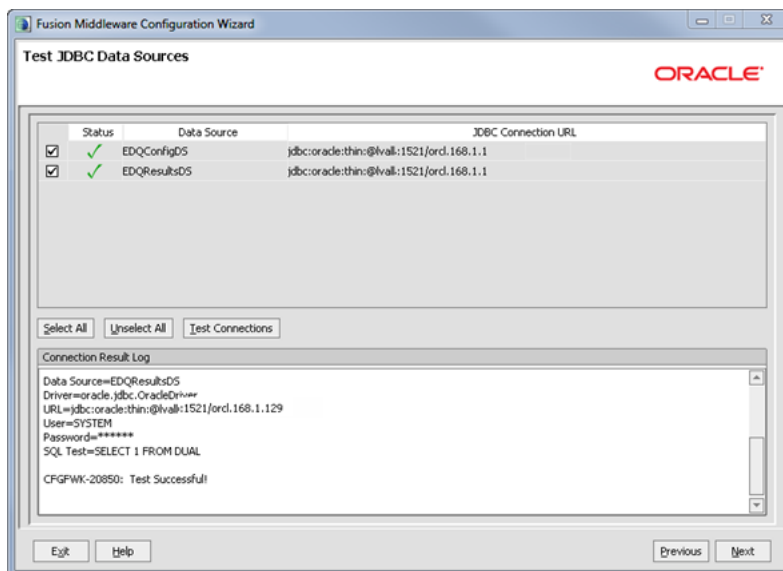 Fusion Middleware Configuration Wizard
Test JDBC Data Sources
ORACLE
Status Data Source JDBC Connection URL
EDQConfigDS jdbc:oracle:thin:@lvalk:1521/orcl.168.1.1
EDQResultsDS jdbc:oracle:thin:@lvalk:1521/orcl.168.1.1
Select All Unselect All Test Connections
Connection Result Log
Data Source=EDQResultsDS
Driver=oracle.jdbc.OracleDriver
URL=jdbc:oracle:thin:@lvalk:1521/orcl.168.1.129
User=SYSTEM
Password=******
SQL Test=SELECT 1 FROM DUAL
CFGFWK-20850: Test Successful!
Exit Help Previous Next